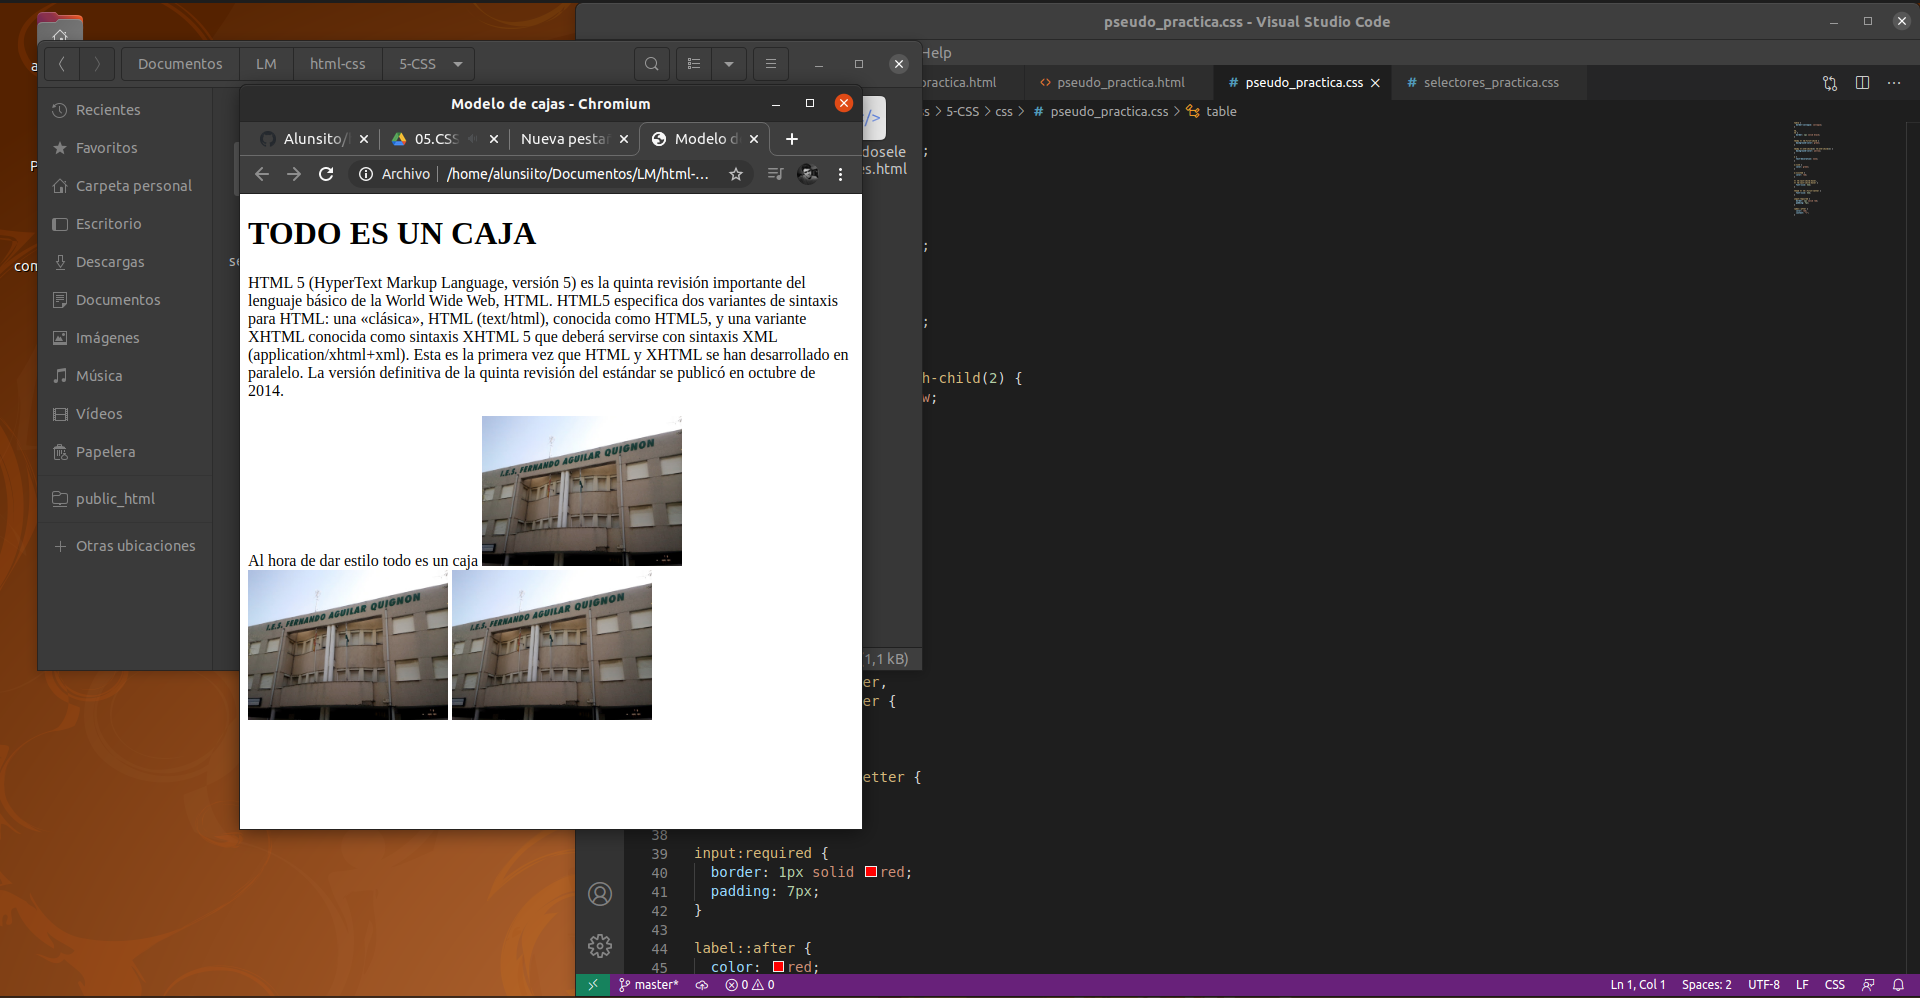 pseudo_practica.css - Visual Studio Code
Help
Documentos
LM
html-css
5-CSS
ractica.html
pseudo_practica.html
# pseudo_practica.css
# selectores_practica.css
5-CSS > css > # pseudo_practica.css > table
Recientes
Favoritos
Carpeta personal
Escritorio
Descargas
Documentos
Imágenes
Música
Vídeos
Papelera
public_html
Otras ubicaciones
con
se
dosele
s.html
1,1 kB)
Modelo de cajas - Chromium
Alunsito/
05.CSS
Nueva pesta
Modelo d
Archivo
/home/alunsiito/Documentos/LM/html-...
TODO ES UN CAJA
HTML 5 (HyperText Markup Language, versión 5) es la quinta revisión importante del
lenguaje básico de la World Wide Web, HTML. HTML5 especifica dos variantes de sintaxis
para HTML: una «clásica», HTML (text/html), conocida como HTML5, y una variante
XHTML conocida como sintaxis XHTML 5 que deberá servirse con sintaxis XML
(application/xhtml+xml). Esta es la primera vez que HTML y XHTML se han desarrollado en
paralelo. La versión definitiva de la quinta revisión del estándar se publicó en octubre de
2014.
I.E.S. FERNANDO AGUILAR QUIGNON
Al hora de dar estilo todo es un caja
I.E.S. FERNANDO AGUILAR QUIGNON
I.E.S. FERNANDO AGUILAR QUIGNON
;
;
;
h-child(2) {
w;
er,
er {
etter {
38
39 input:required {
40 border: 1px solid red;
41 padding: 7px;
42 }
43
44 label::after {
45 color: red;
master*
0 0
Ln 1, Col 1
Spaces: 2
UTF-8
LF
CSS